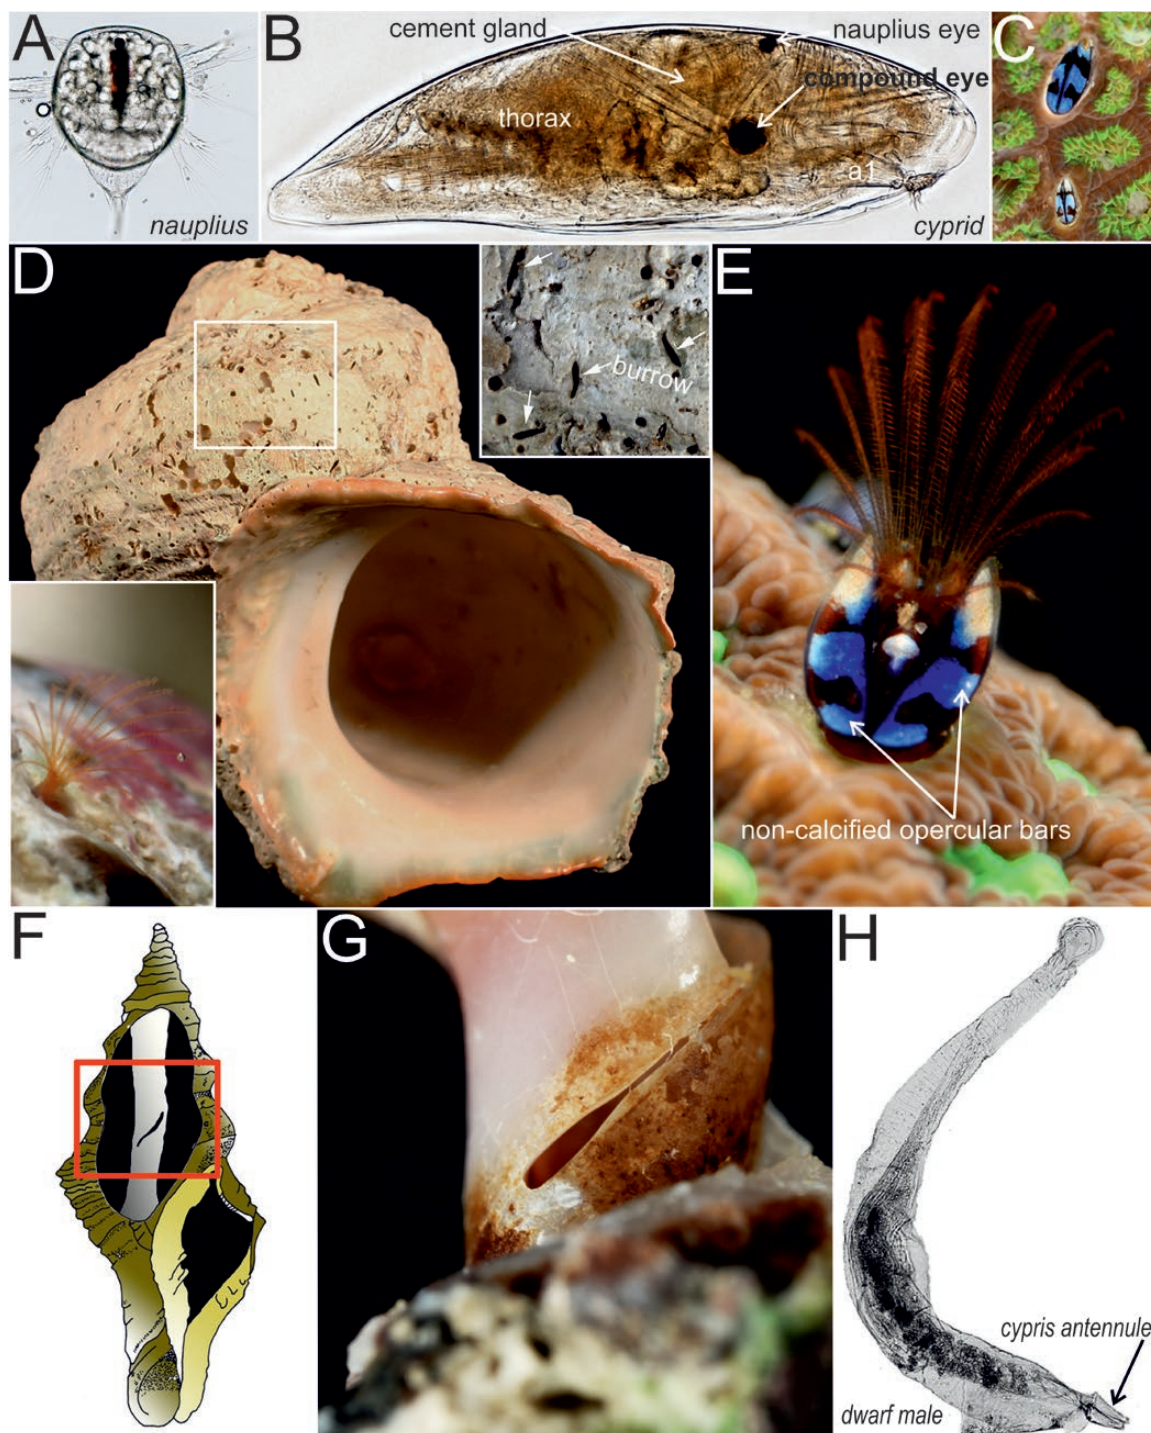 A
nauplius
B
cement gland
nauplius eye
compound eye
thorax
a1
cyprid
C
D
burrow
E
non-calcified opercular bars
F
G
H
cypris antennule
dwarf male